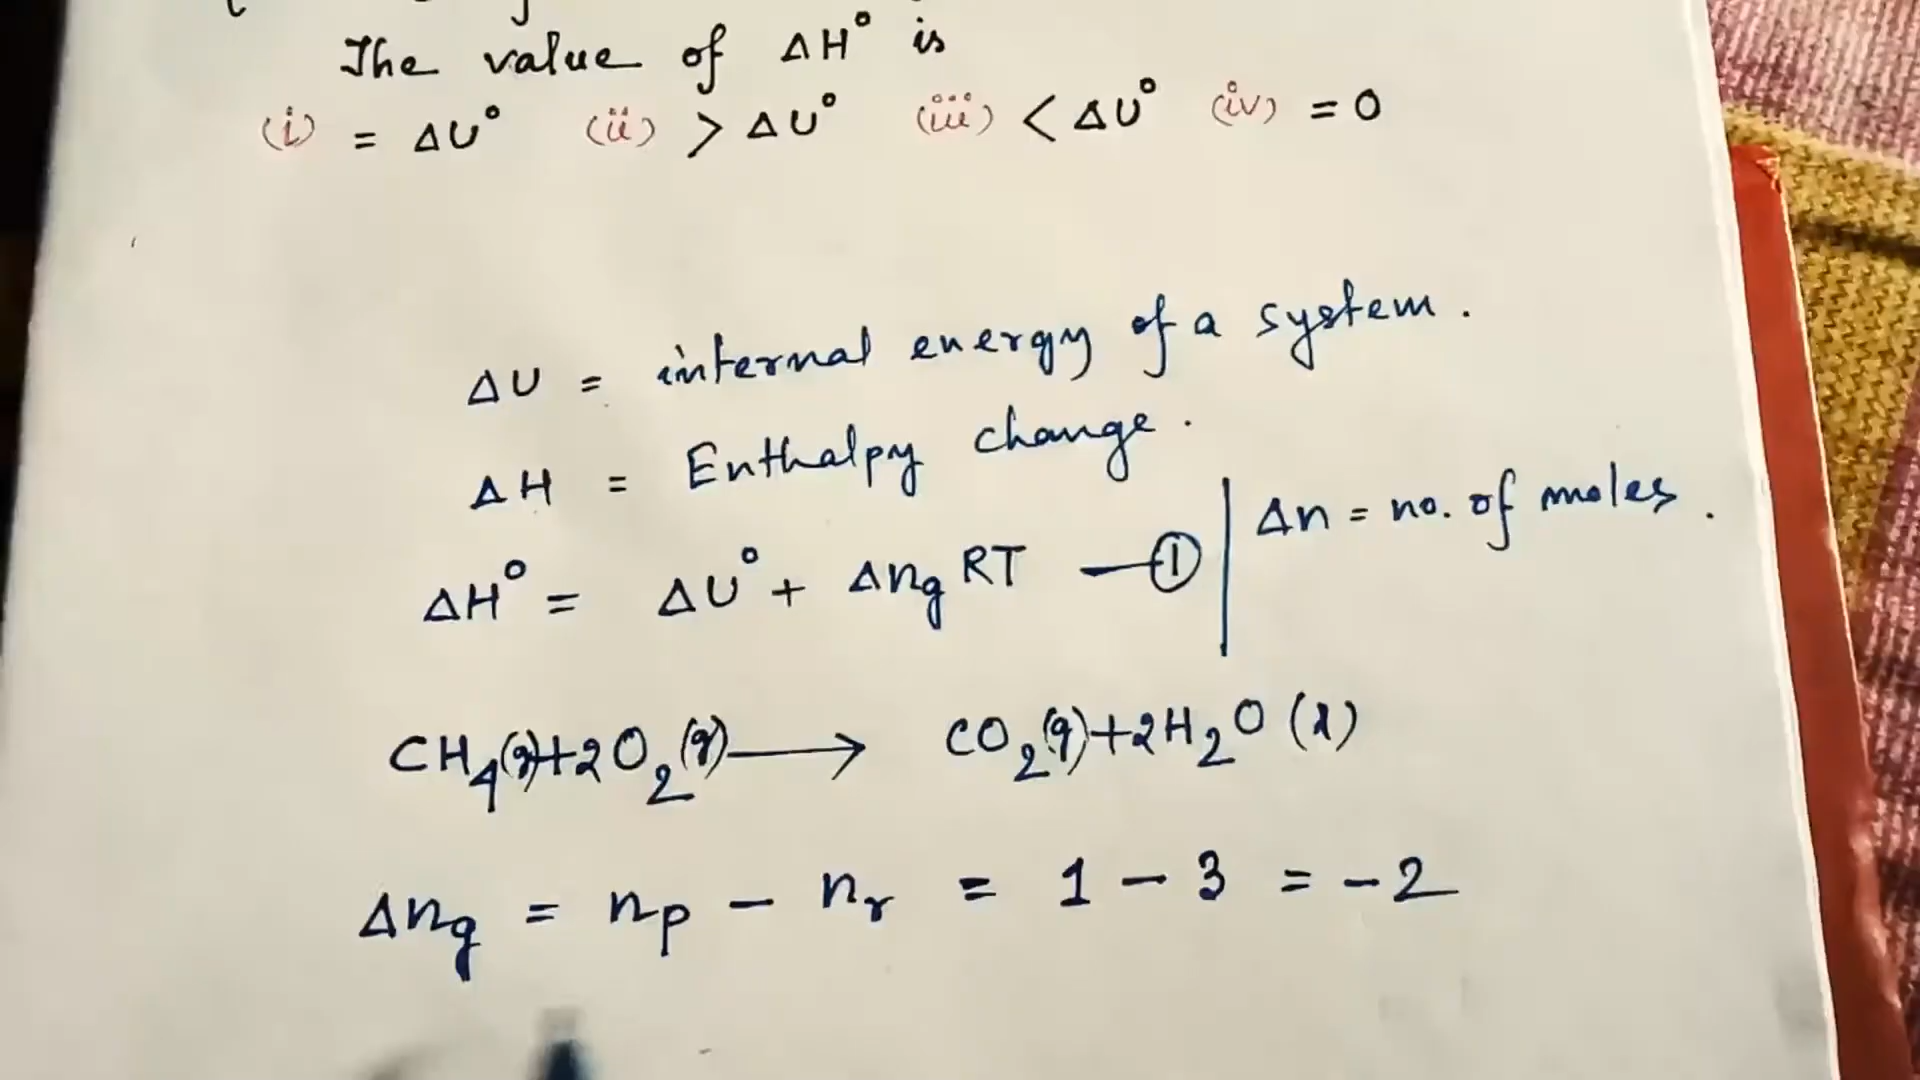 The value of ΔH° is
(i) = ΔU° (ii) > ΔU° (iii) < ΔU° (iv) = 0
ΔU = internal energy of a system.
ΔH = Enthalpy change.
Δn = no. of moles.
ΔH° = ΔU° + Δng RT —①
CH4(g)+2O2(g) ⟶ CO2(g)+2H2O (l)
Δng = np - nr = 1 - 3 = -2